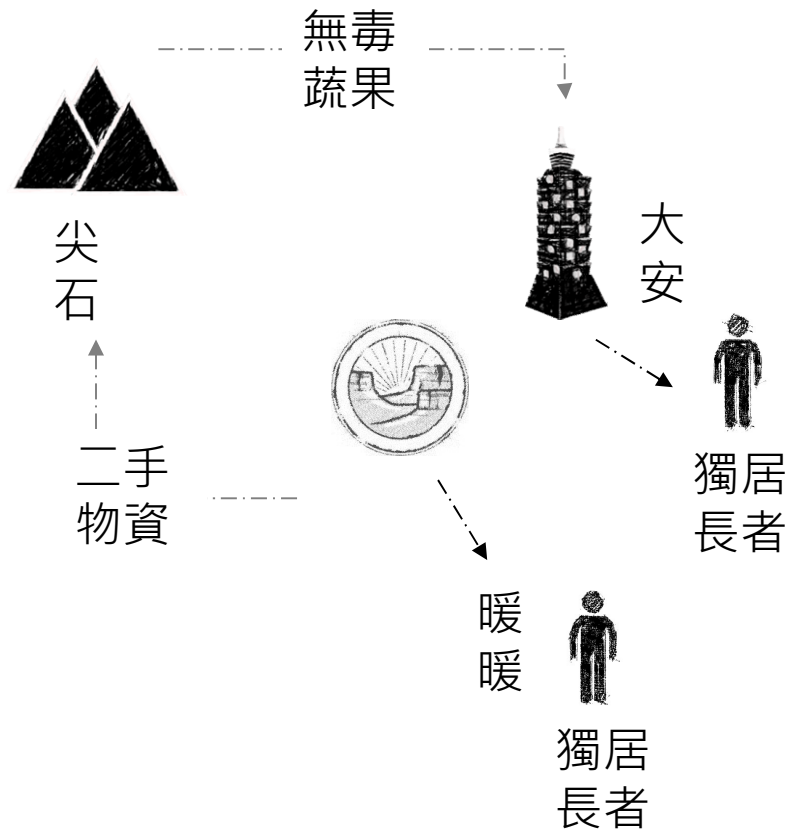 無毒
蔬果
尖
石
大
安
二手
物資
獨居
長者
暖
暖
獨居
長者